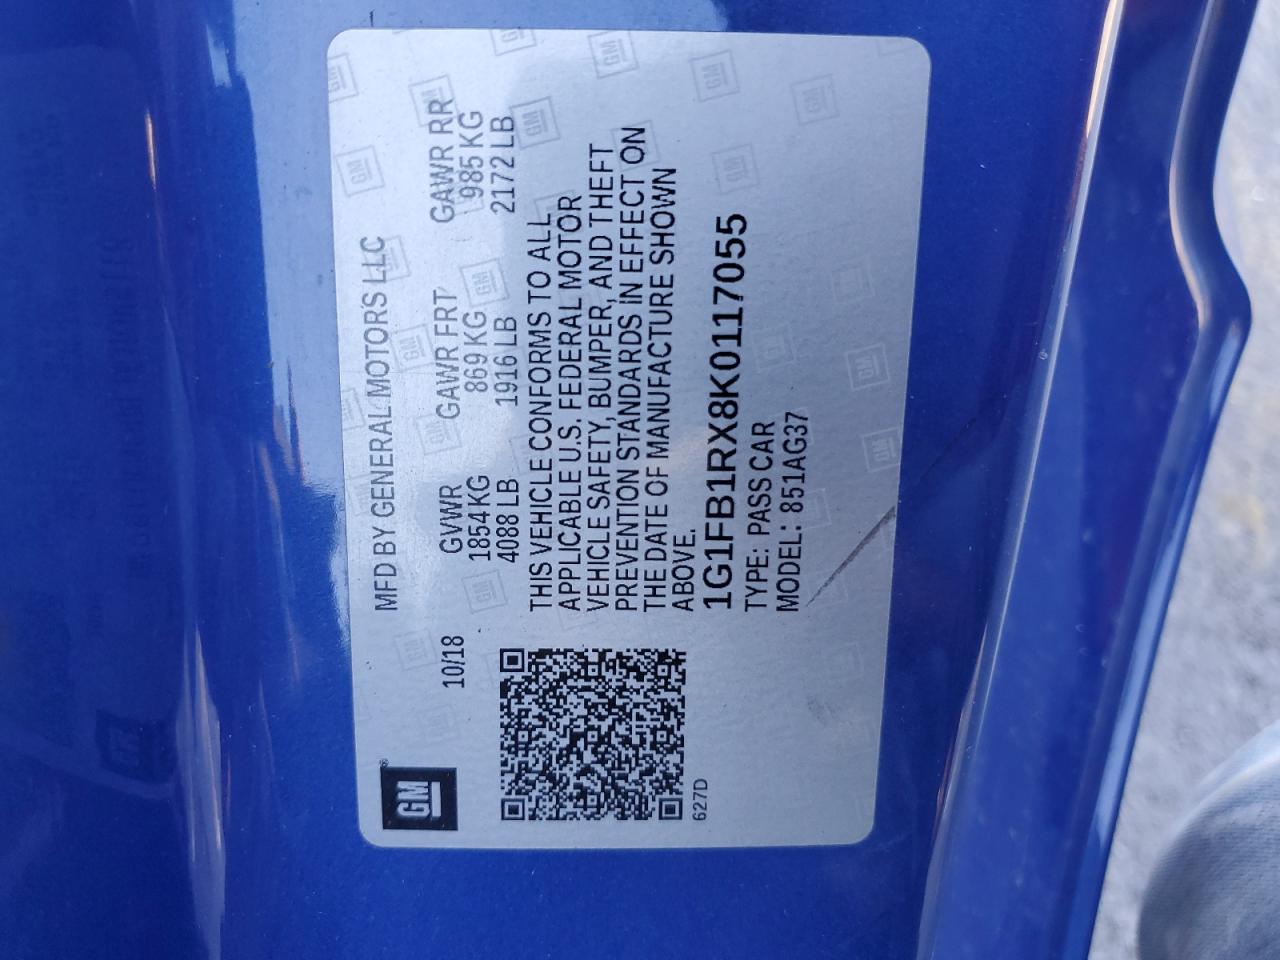 GM
MFD BY GENERAL MOTORS LLC
10/18 GVWR GAWR FRT GAWR RR
1854 KG 869 KG 985 KG
4088 LB 1916 LB 2172 LB
THIS VEHICLE CONFORMS TO ALL
APPLICABLE U.S. FEDERAL MOTOR
VEHICLE SAFETY, BUMPER, AND THEFT
PREVENTION STANDARDS IN EFFECT ON
THE DATE OF MANUFACTURE SHOWN
ABOVE.
1G1FB1RX8K0117055
TYPE: PASS CAR
MODEL: 851AG37
627D